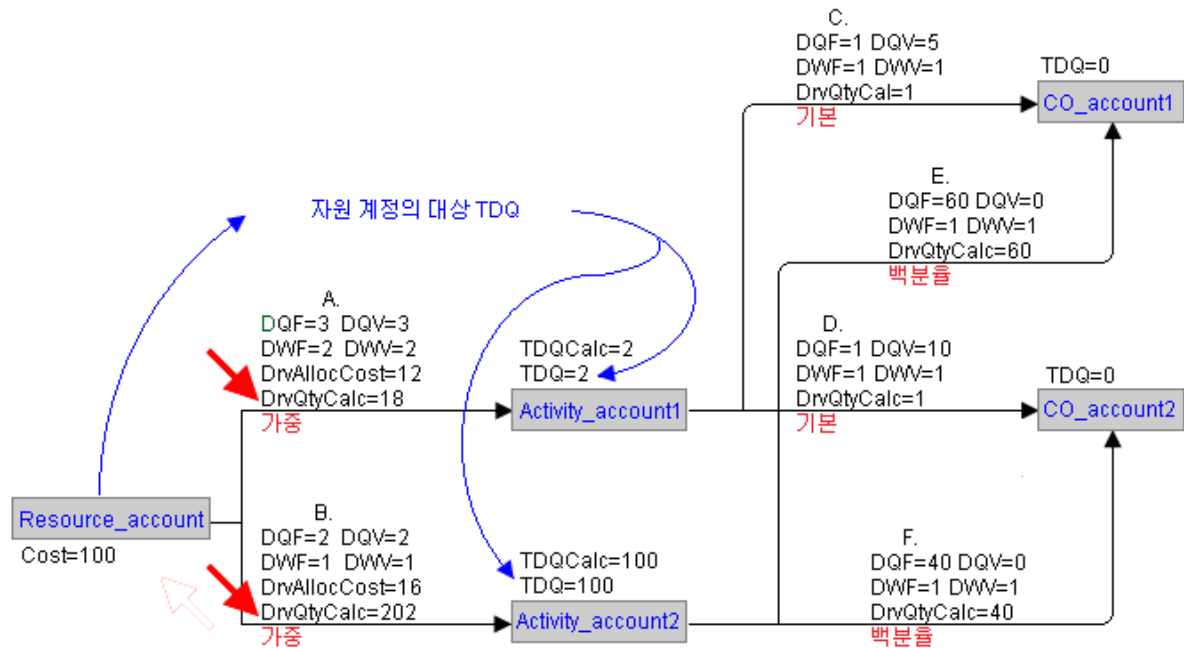 C.
DQF=1 DQV=5
DWF=1 DWV=1
DrvQtyCal=1
기본
TDQ=0
CO_account1
E.
DQF=60 DQV=0
DWF=1 DWV=1
DrvQtyCalc=60
백분율
자원 계정의 대상 TDQ
A.
DQF=3 DQV=3
DWF=2 DWV=2
DrvAllocCost=12
DrvQtyCalc=18
가중
TDQCalc=2
TDQ=2
Activity_account1
D.
DQF=1 DQV=10
DWF=1 DWV=1
DrvQtyCalc=1
기본
TDQ=0
CO_account2
Resource_account
Cost=100
B.
DQF=2 DQV=2
DWF=1 DWV=1
DrvAllocCost=16
DrvQtyCalc=202
가중
TDQCalc=100
TDQ=100
Activity_account2
F.
DQF=40 DQV=0
DWF=1 DWV=1
DrvQtyCalc=40
백분율